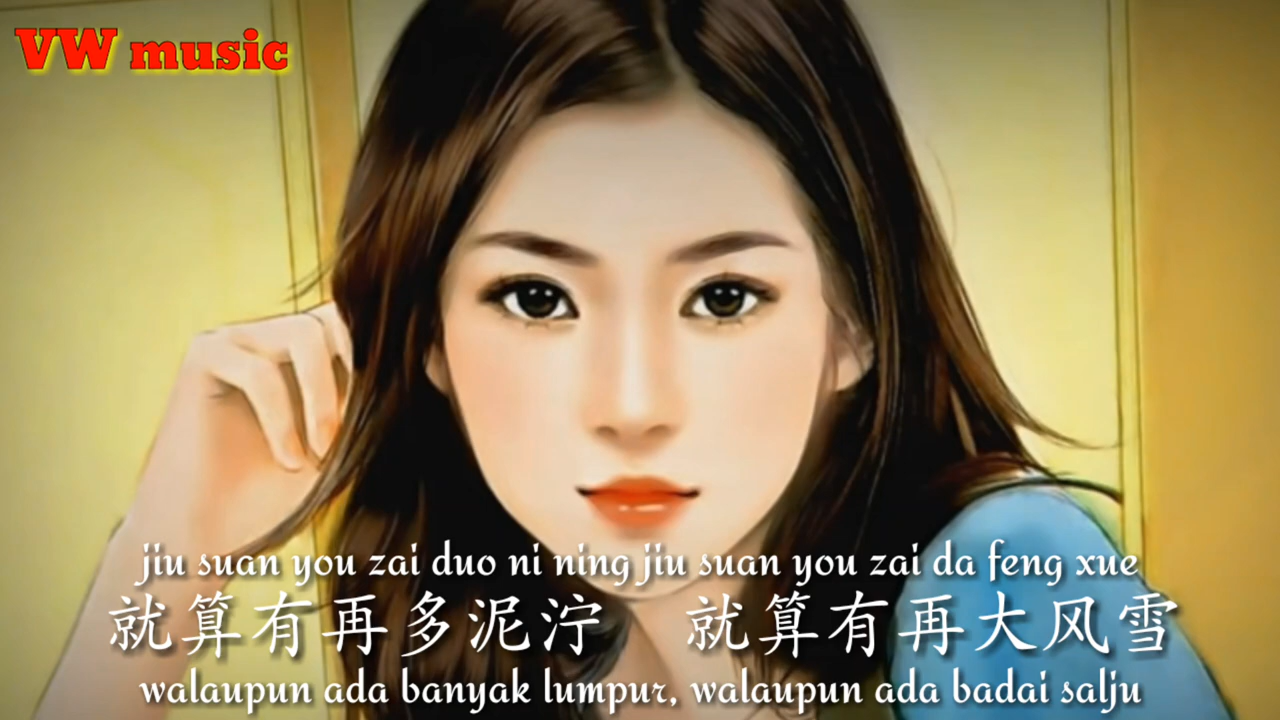 VW music
jiu suan you zai duo ni ning jiu suan you zai da feng xue
就算有再多泥泞 就算有再大风雪
walaupun ada banyak lumpur, walaupun ada badai salju